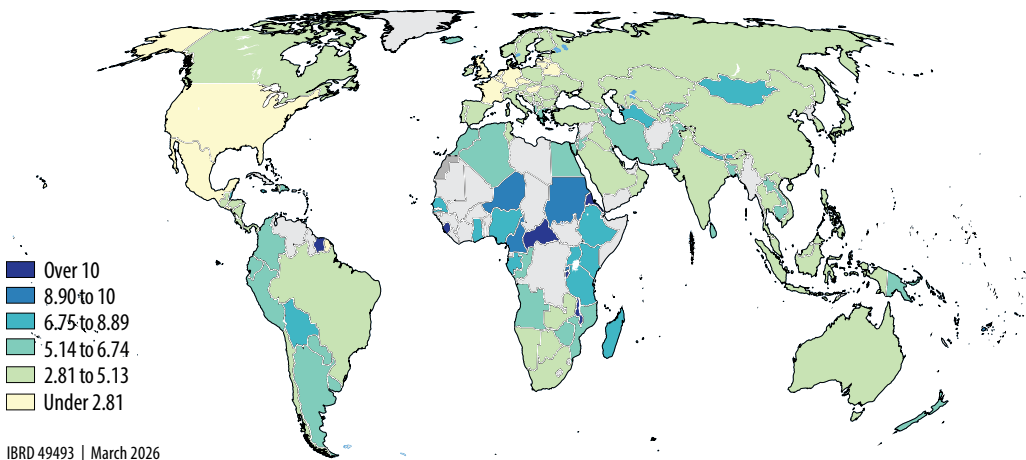 Over 10
8.90 to 10
6.75 to 8.89
5.14 to 6.74
2.81 to 5.13
Under 2.81
IBRD 49493 | March 2026